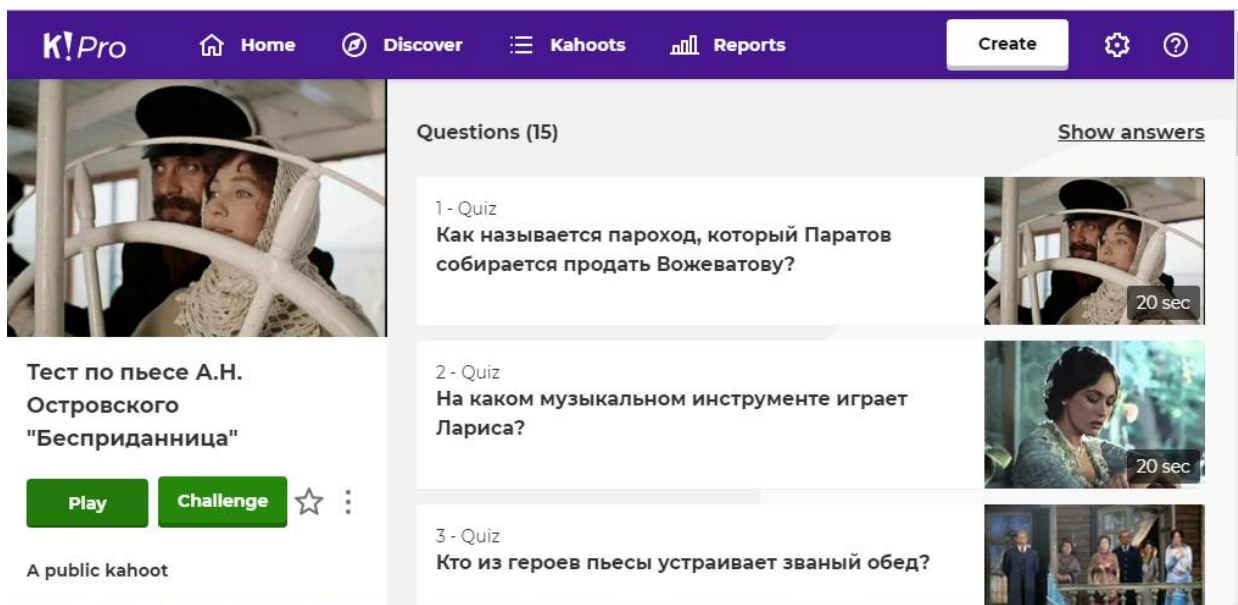 K!Pro Home Discover Kahoots Reports Create
Questions (15) Show answers
1 - Quiz
Как называется пароход, который Паратов
собирается продать Вожеватову?
20 sec
2 - Quiz
На каком музыкальном инструменте играет
Лариса?
20 sec
3 - Quiz
Кто из героев пьесы устраивает званый обед?
Тест по пьесе А.Н.
Островского
"Бесприданница"
Play Challenge
A public kahoot